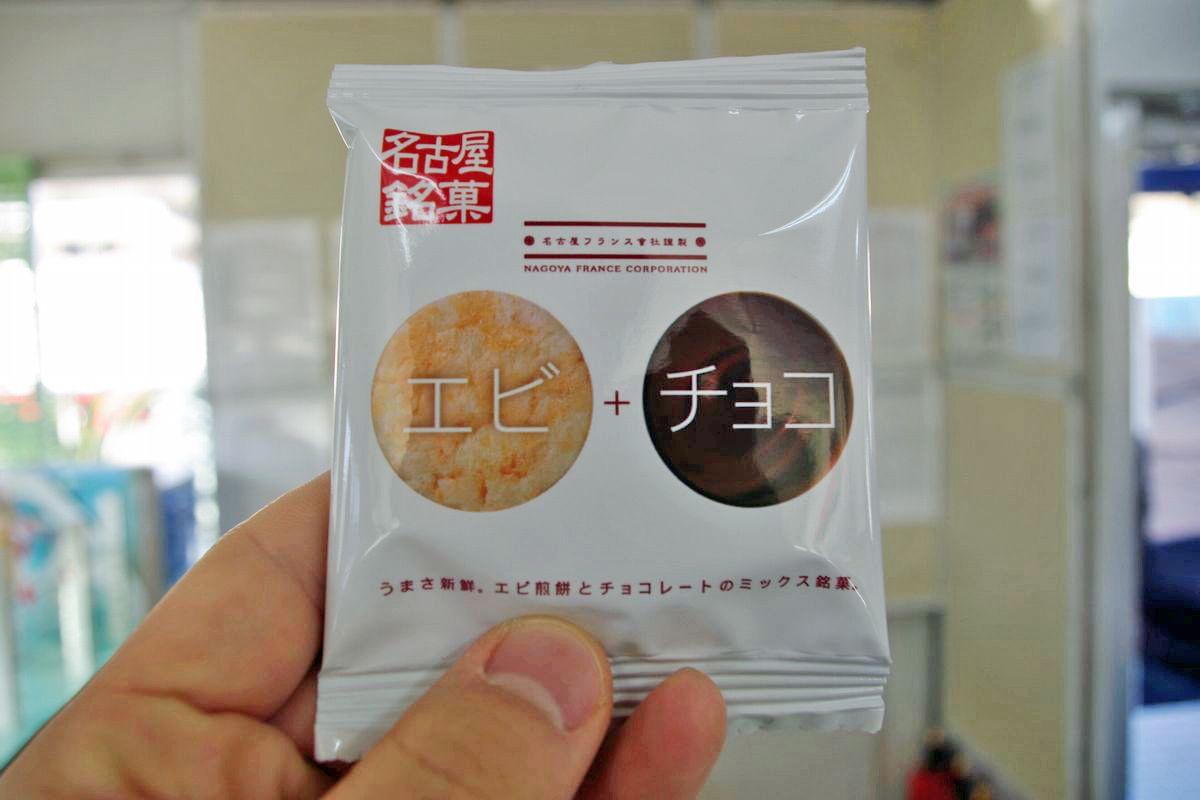 名古屋
銘菓
名古屋フランス會社謹製
NAGOYA FRANCE CORPORATION
エビ + チョコ
うまさ新鮮。エビ煎餅とチョコレートのミックス銘菓。